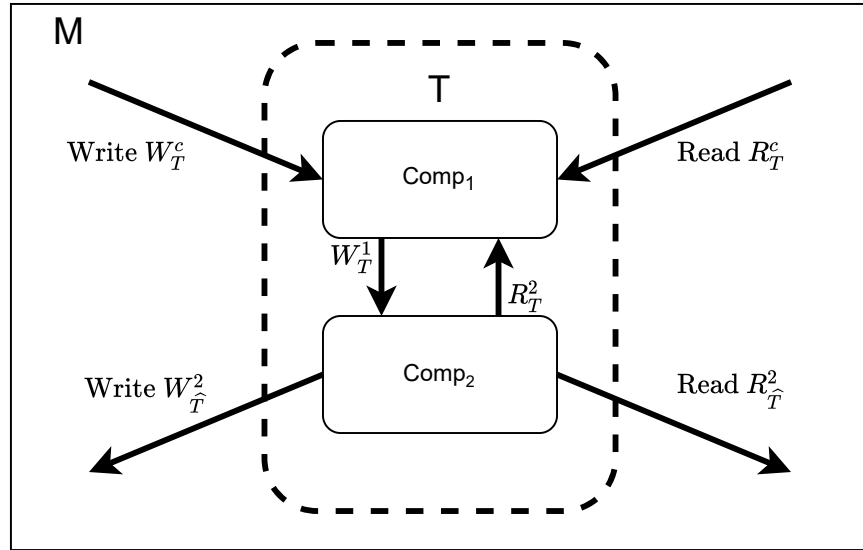 M
T
Write $W_T^c$
Read $R_T^c$
Comp$_1$
$W_T^1$
$R_T^2$
Comp$_2$
Write $W_{\widehat{T}}^2$
Read $R_{\widehat{T}}^2$